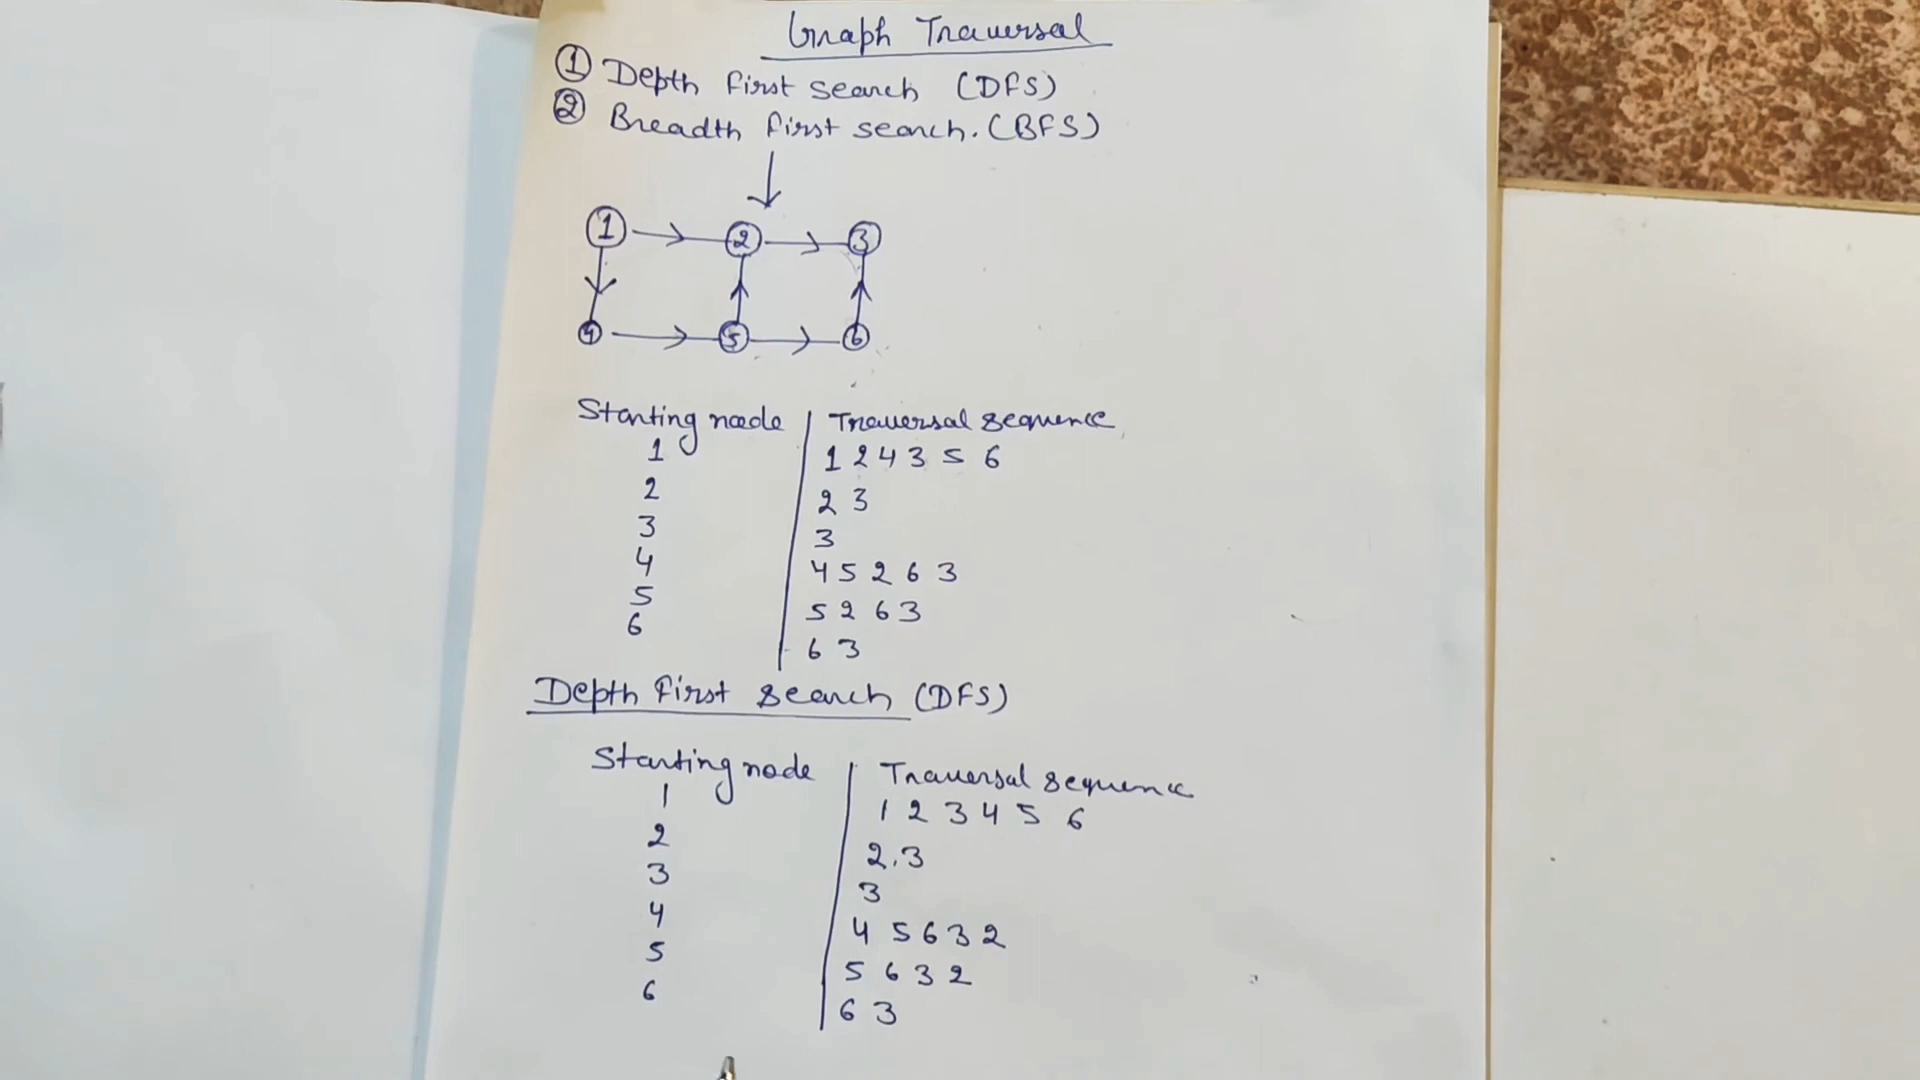 Graph Traversal
① Depth first search (DFS)
② Breadth first search. (BFS)
1 2 3
4 5 6
Starting node | Traversal sequence
1 1 2 4 3 5 6
2 2 3
3 3
4 4 5 2 6 3
5 5 2 6 3
6 6 3
Depth first search (DFS)
Starting node | Traversal sequence
1 1 2 3 4 5 6
2 2,3
3 3
4 4 5 6 3 2
5 5 6 3 2
6 6 3